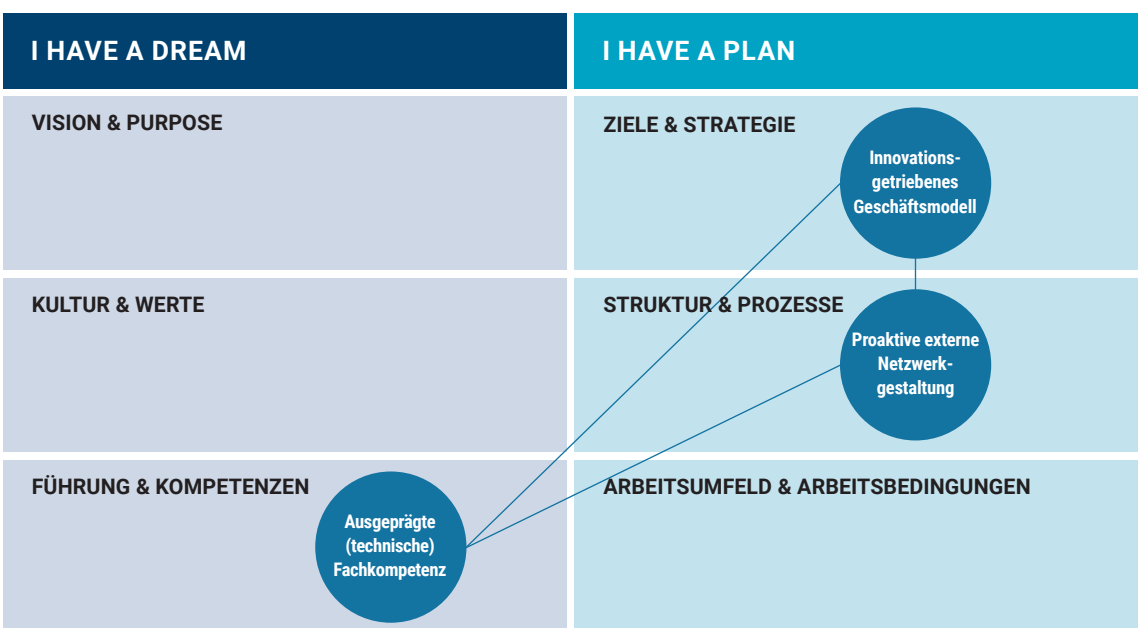 I HAVE A DREAM
I HAVE A PLAN
VISION & PURPOSE
ZIELE & STRATEGIE
Innovations-
getriebenes
Geschäftsmodell
KULTUR & WERTE
STRUKTUR & PROZESSE
Proaktive externe
Netzwerk-
gestaltung
FÜHRUNG & KOMPETENZEN
Ausgeprägte
(technische)
Fachkompetenz
ARBEITSUMFELD & ARBEITSBEDINGUNGEN